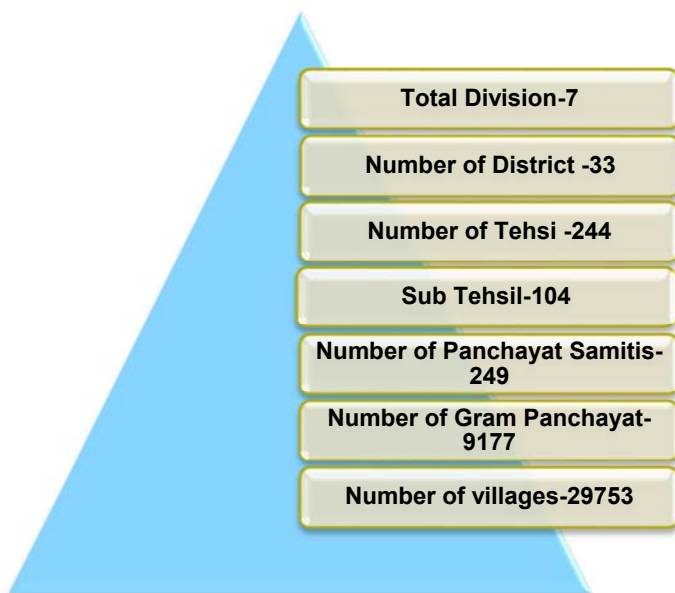 Total Division-7
Number of District -33
Number of Tehsi -244
Sub Tehsil-104
Number of Panchayat Samitis-
249
Number of Gram Panchayat-
9177
Number of villages-29753